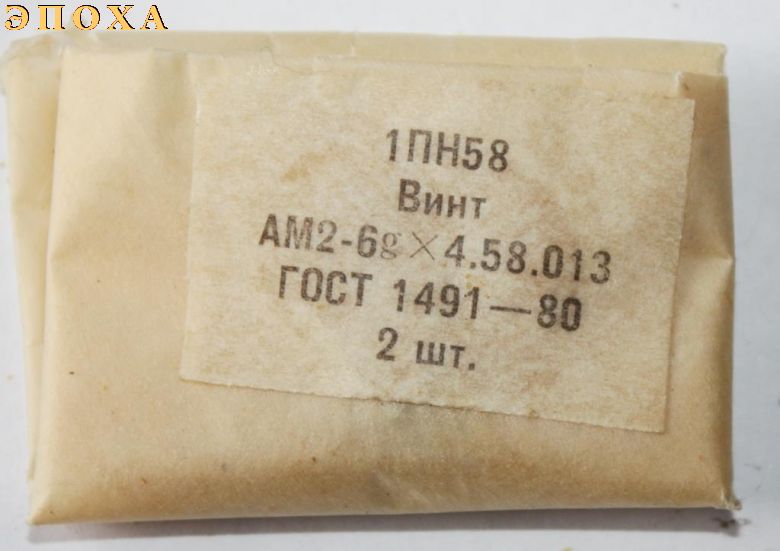 ЭПОХА
1ПН58
Винт
АМ2-6g×4.58.013
ГОСТ 1491—80
2 шт.